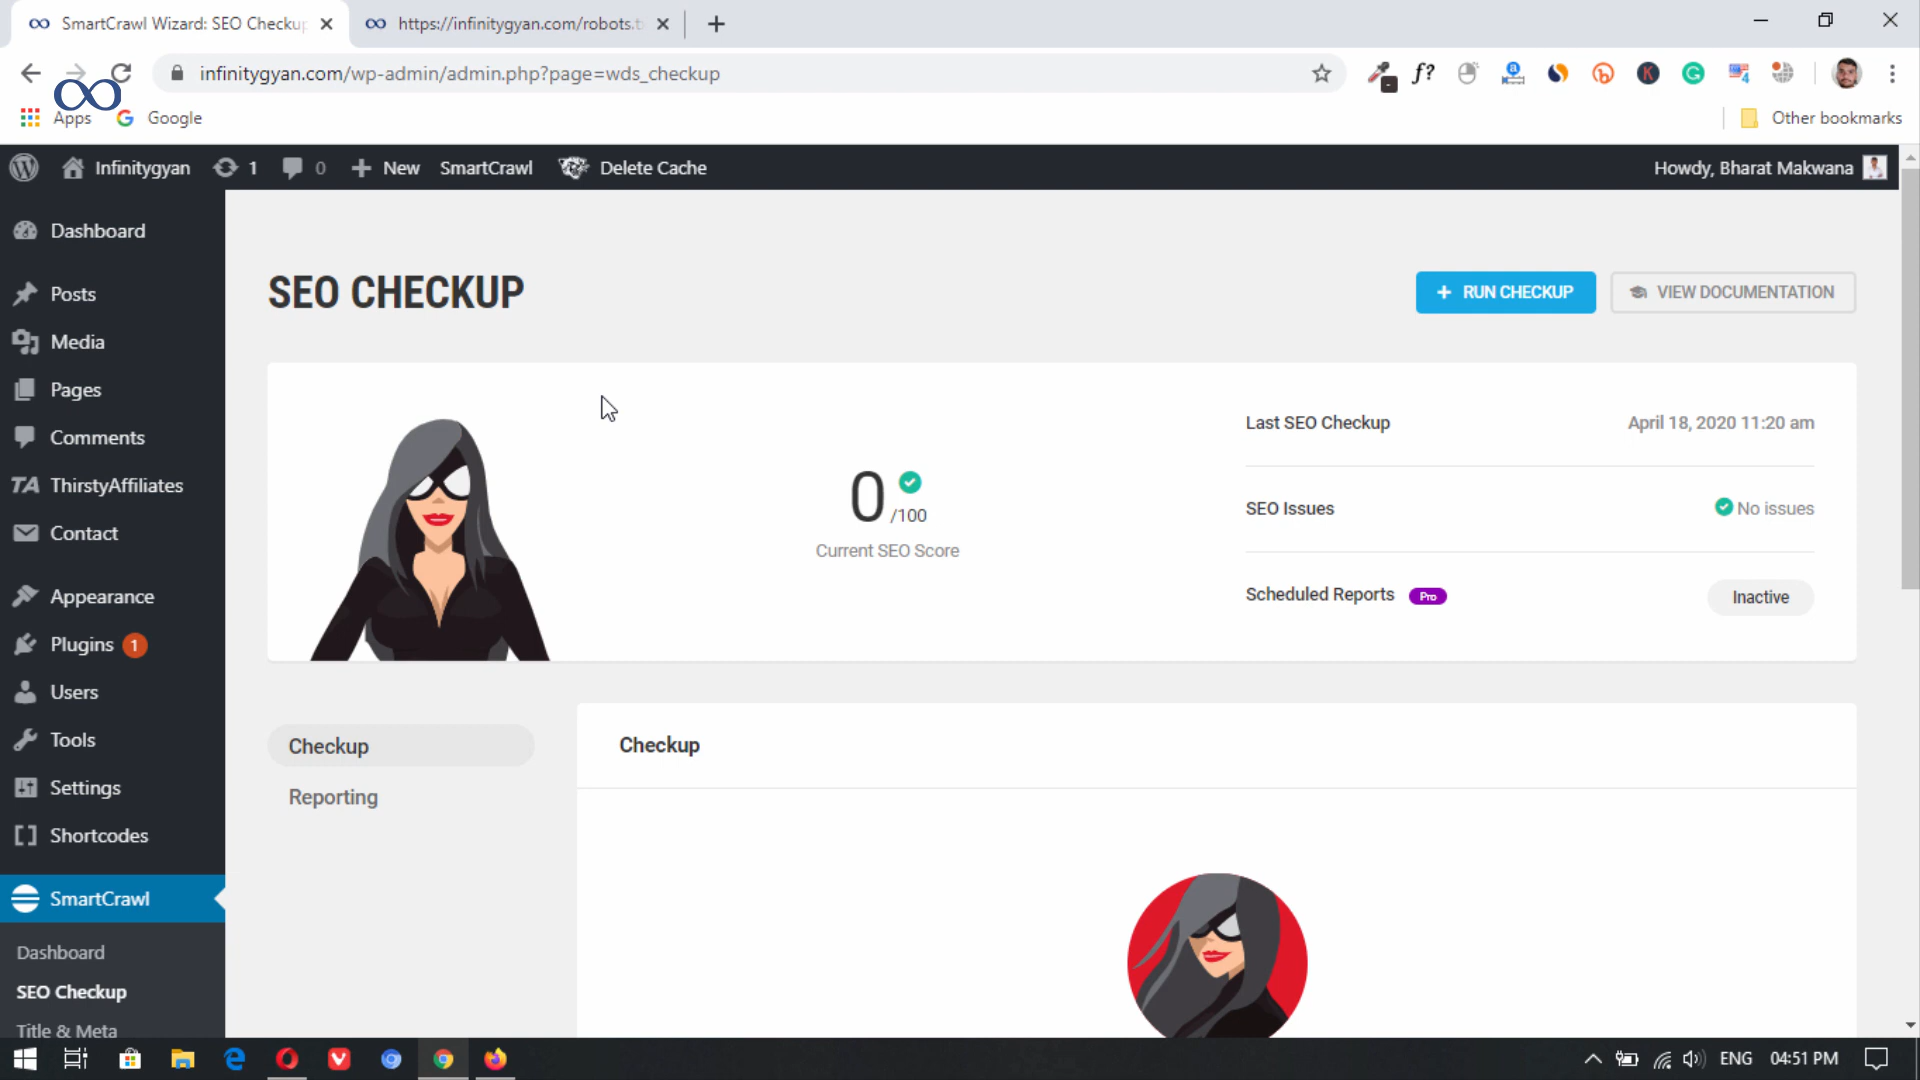 SmartCrawl Wizard: SEO Checkup
https://infinitygyan.com/robots.t
infinitygyan.com/wp-admin/admin.php?page=wds_checkup
f?
a
4
Apps
Google
Other bookmarks
Infinitygyan
1
0
New
SmartCrawl
Delete Cache
Howdy, Bharat Makwana
Dashboard
Posts
Media
Pages
Comments
TA ThirstyAffiliates
Contact
Appearance
Plugins 1
Users
Tools
Settings
Shortcodes
SmartCrawl
Dashboard
SEO Checkup
Title & Meta
SEO CHECKUP
+ RUN CHECKUP
VIEW DOCUMENTATION
0
/100
Current SEO Score
Last SEO Checkup
April 18, 2020 11:20 am
SEO Issues
No issues
Scheduled Reports Pro
Inactive
Checkup
Reporting
Checkup
ENG
04:51 PM